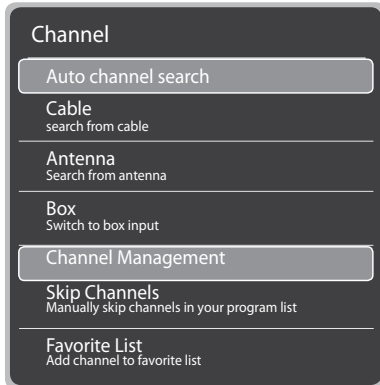 Channel
Auto channel search
Cable
search from cable
Antenna
Search from antenna
Box
Switch to box input
Channel Management
Skip Channels
Manually skip channels in your program list
Favorite List
Add channel to favorite list